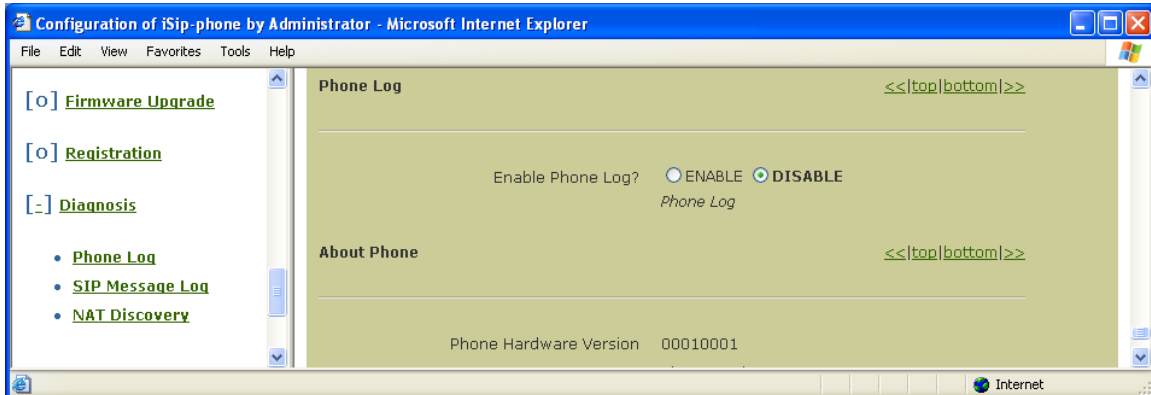 Configuration of iSip-phone by Administrator - Microsoft Internet Explorer
File Edit View Favorites Tools Help
[o] Firmware Upgrade
[o] Registration
[-] Diagnosis
• Phone Log
• SIP Message Log
• NAT Discovery
Phone Log <<|top|bottom|>>
Enable Phone Log? ENABLE DISABLE
Phone Log
About Phone <<|top|bottom|>>
Phone Hardware Version 00010001
Internet